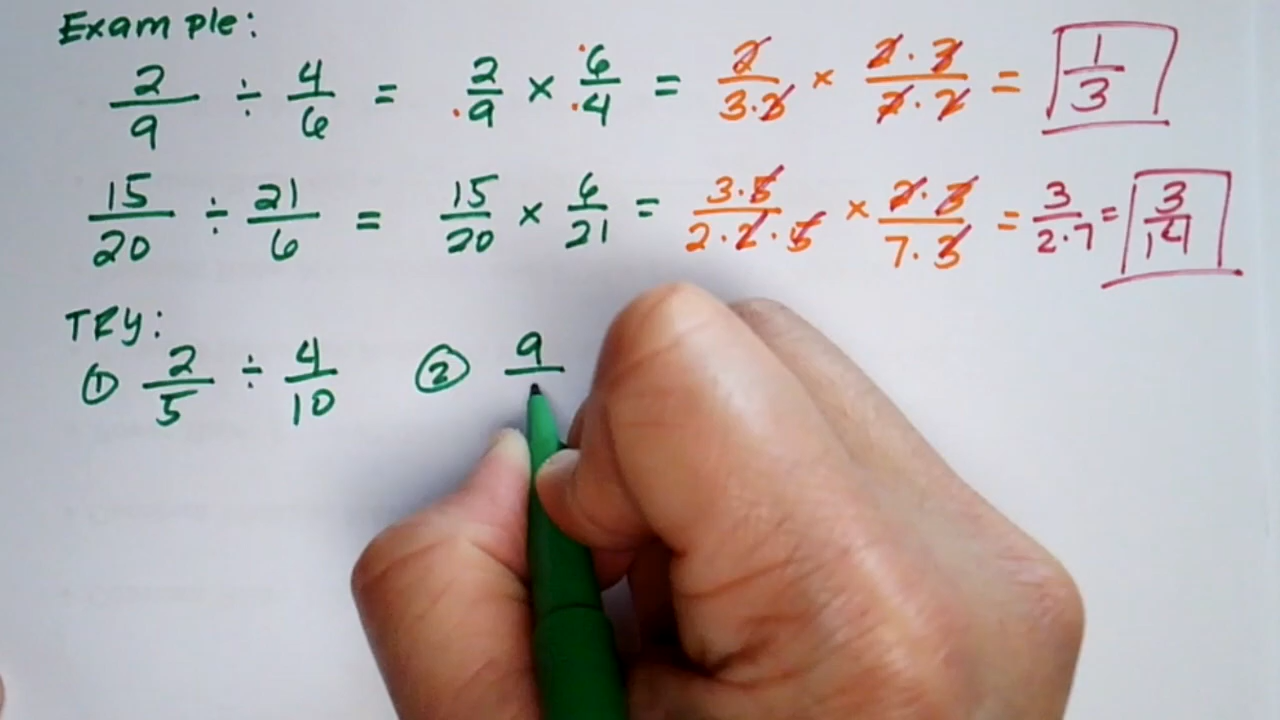 Example:
2/9 ÷ 4/6 = 2/9 × 6/4 = 2/3·3 × 2·3/2·2 = 1/3
15/20 ÷ 21/6 = 15/20 × 6/21 = 3·5/2·2·5 × 2·3/7·3 = 3/2·7 = 3/14
TRY:
① 2/5 ÷ 4/10 ② 9/